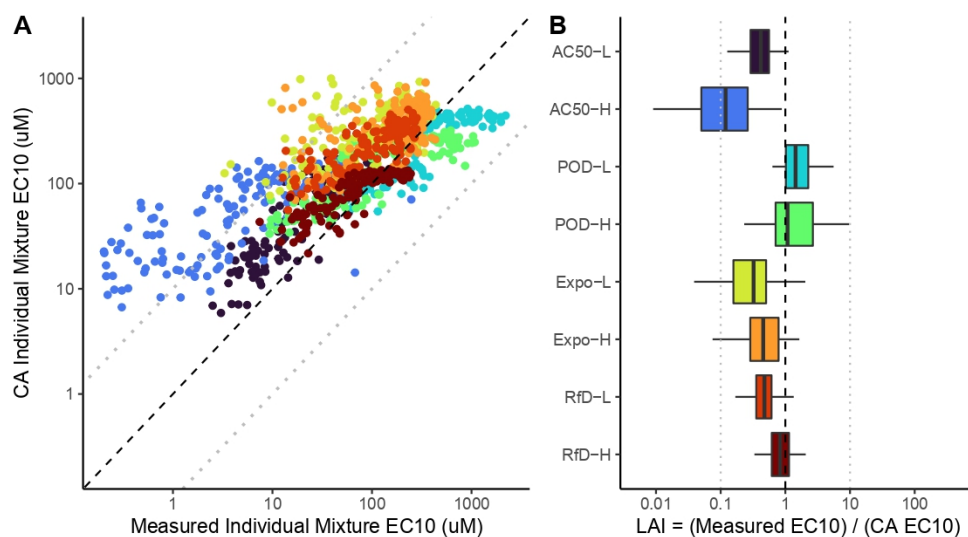 A
CA Individual Mixture EC10 (uM)
1000
100
10
1
1
10
100
1000
Measured Individual Mixture EC10 (uM)
B
AC50−L
AC50−H
POD−L
POD−H
Expo−L
Expo−H
RfD−L
RfD−H
0.01
0.1
1
10
100
LAI = (Measured EC10) / (CA EC10)